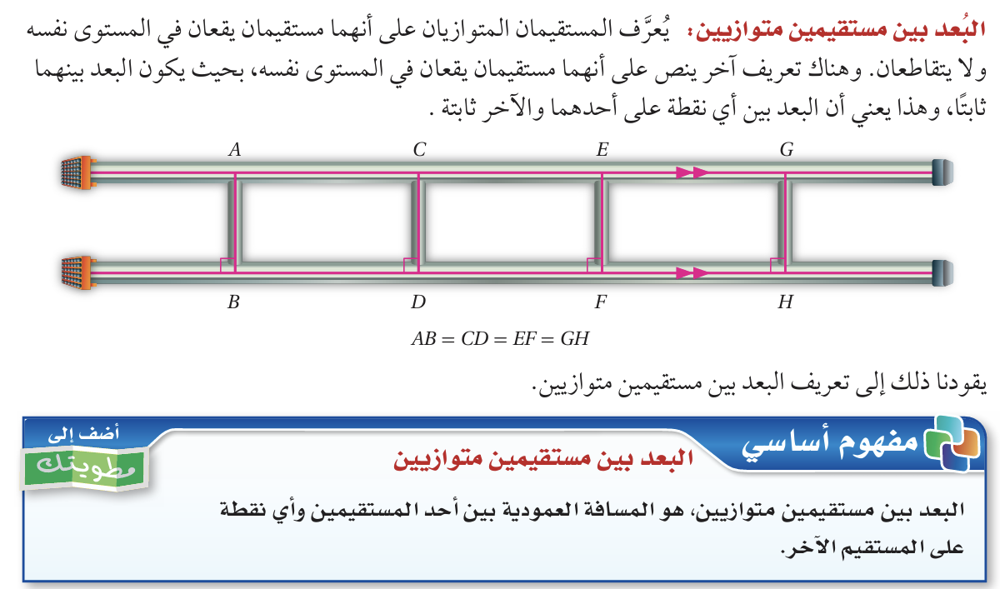 البُعد بين مستقيمين متوازيين: يُعرَّف المستقيمان المتوازيان على أنهما مستقيمان يقعان في المستوى نفسه
ولا يتقاطعان. وهناك تعريف آخر ينص على أنهما مستقيمان يقعان في المستوى نفسه، بحيث يكون البعد بينهما
ثابتًا، وهذا يعني أن البعد بين أي نقطة على أحدهما والآخر ثابتة .
A C E G
B D F H
AB = CD = EF = GH
يقودنا ذلك إلى تعريف البعد بين مستقيمين متوازيين.
مفهوم أساسي
أضف إلى
مطويتك
البعد بين مستقيمين متوازيين
البعد بين مستقيمين متوازيين، هو المسافة العمودية بين أحد المستقيمين وأي نقطة
على المستقيم الآخر.